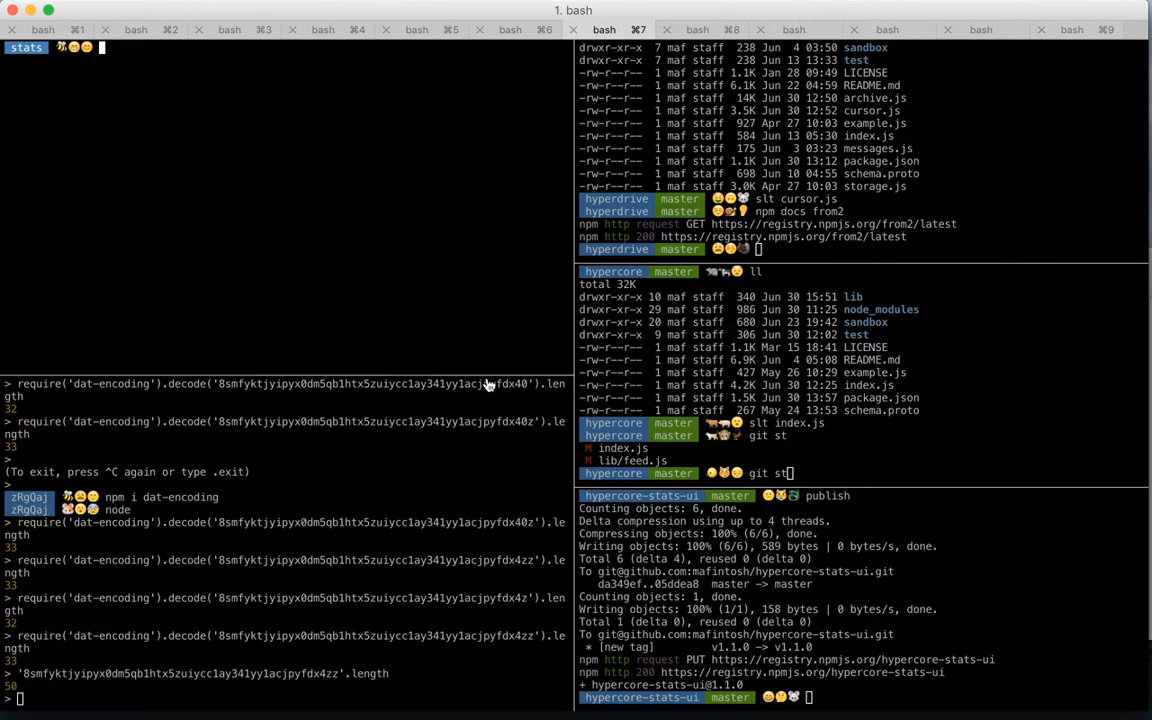 1. bash
bash ⌘1 bash ⌘2 bash ⌘3 bash ⌘4 bash ⌘5 bash ⌘6 bash ⌘7 bash ⌘8 bash bash bash ⌘9
stats
> require('dat-encoding').decode('8smfyktjyipyx0dm5qb1htx5zuiycc1ay341yy1acjpyfdx40').len
gth
32
> require('dat-encoding').decode('8smfyktjyipyx0dm5qb1htx5zuiycc1ay341yy1acjpyfdx40z').le
ngth
33
>
(To exit, press ^C again or type .exit)
>
zRgQaj npm i dat-encoding
zRgQaj node
> require('dat-encoding').decode('8smfyktjyipyx0dm5qb1htx5zuiycc1ay341yy1acjpyfdx40z').le
ngth
33
> require('dat-encoding').decode('8smfyktjyipyx0dm5qb1htx5zuiycc1ay341yy1acjpyfdx4zz').le
ngth
33
> require('dat-encoding').decode('8smfyktjyipyx0dm5qb1htx5zuiycc1ay341yy1acjpyfdx4z').len
gth
32
> require('dat-encoding').decode('8smfyktjyipyx0dm5qb1htx5zuiycc1ay341yy1acjpyfdx4zz').le
ngth
33
> '8smfyktjyipyx0dm5qb1htx5zuiycc1ay341yy1acjpyfdx4zz'.length
50
>
drwxr-xr-x 7 maf staff 238 Jun 4 03:50 sandbox
drwxr-xr-x 7 maf staff 238 Jun 13 13:33 test
-rw-r--r-- 1 maf staff 1.1K Jan 28 09:49 LICENSE
-rw-r--r-- 1 maf staff 6.1K Jun 22 04:59 README.md
-rw-r--r-- 1 maf staff 14K Jun 30 12:50 archive.js
-rw-r--r-- 1 maf staff 3.5K Jun 30 12:02 cursor.js
-rw-r--r-- 1 maf staff 927 Apr 27 10:03 example.js
-rw-r--r-- 1 maf staff 584 Jun 13 05:30 index.js
-rw-r--r-- 1 maf staff 175 Jun 3 03:23 messages.js
-rw-r--r-- 1 maf staff 1.1K Jun 30 13:12 package.json
-rw-r--r-- 1 maf staff 698 Jun 10 04:55 schema.proto
-rw-r--r-- 1 maf staff 3.0K Apr 27 10:03 storage.js
hyperdrive master slt cursor.js
hyperdrive master npm docs from2
npm http request GET https://registry.npmjs.org/from2/latest
npm http 200 https://registry.npmjs.org/from2/latest
hyperdrive master
hypercore master ll
total 32K
drwxr-xr-x 10 maf staff 340 Jun 30 15:51 lib
drwxr-xr-x 29 maf staff 986 Jun 30 11:25 node_modules
drwxr-xr-x 20 maf staff 680 Jun 23 19:42 sandbox
drwxr-xr-x 9 maf staff 306 Jun 30 12:02 test
-rw-r--r-- 1 maf staff 1.1K Mar 15 18:41 LICENSE
-rw-r--r-- 1 maf staff 6.9K Jun 4 05:08 README.md
-rw-r--r-- 1 maf staff 427 May 26 10:29 example.js
-rw-r--r-- 1 maf staff 4.2K Jun 30 12:25 index.js
-rw-r--r-- 1 maf staff 1.5K Jun 30 13:57 package.json
-rw-r--r-- 1 maf staff 267 May 24 13:53 schema.proto
hypercore master slt index.js
hypercore master git st
M index.js
M lib/feed.js
hypercore master git st
hypercore-stats-ui master publish
Counting objects: 6, done.
Delta compression using up to 4 threads.
Compressing objects: 100% (6/6), done.
Writing objects: 100% (6/6), 589 bytes | 0 bytes/s, done.
Total 6 (delta 4), reused 0 (delta 0)
To git@github.com:mafintosh/hypercore-stats-ui.git
da349ef..05ddea8 master -> master
Counting objects: 1, done.
Writing objects: 100% (1/1), 158 bytes | 0 bytes/s, done.
Total 1 (delta 0), reused 0 (delta 0)
To git@github.com:mafintosh/hypercore-stats-ui.git
* [new tag] v1.1.0 -> v1.1.0
npm http request PUT https://registry.npmjs.org/hypercore-stats-ui
npm http 200 https://registry.npmjs.org/hypercore-stats-ui
+ hypercore-stats-ui@1.1.0
hypercore-stats-ui master